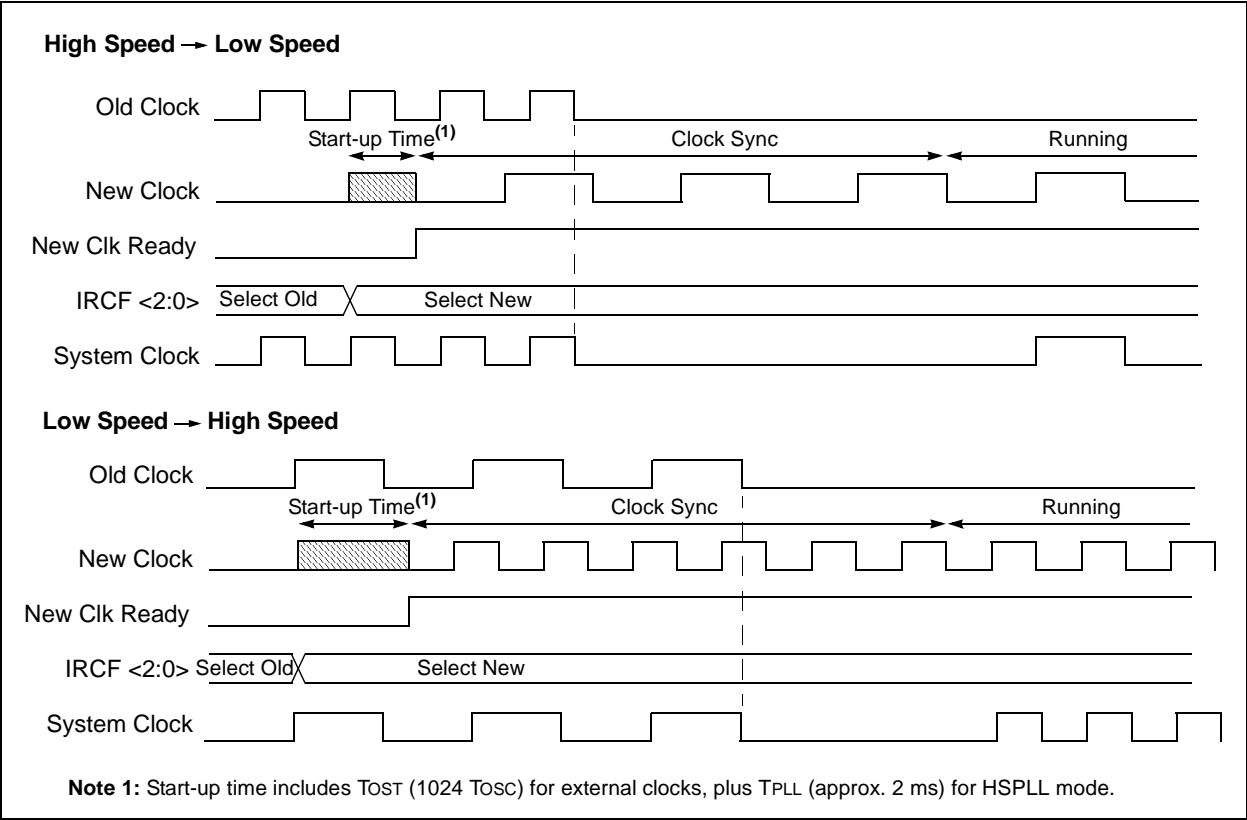 High Speed → Low Speed
Old Clock
Start-up Time(1)
Clock Sync
Running
New Clock
New Clk Ready
IRCF <2:0>
Select Old
Select New
System Clock
Low Speed → High Speed
Old Clock
Start-up Time(1)
Clock Sync
Running
New Clock
New Clk Ready
IRCF <2:0>
Select Old
Select New
System Clock
Note 1: Start-up time includes TOST (1024 TOSC) for external clocks, plus TPLL (approx. 2 ms) for HSPLL mode.